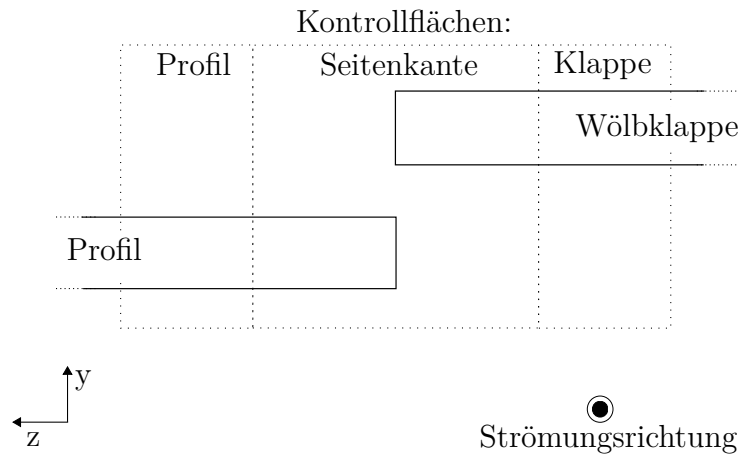 Kontrollflächen:
Profil Seitenkante Klappe
Wölbklappe
Profil
y
z
Strömungsrichtung